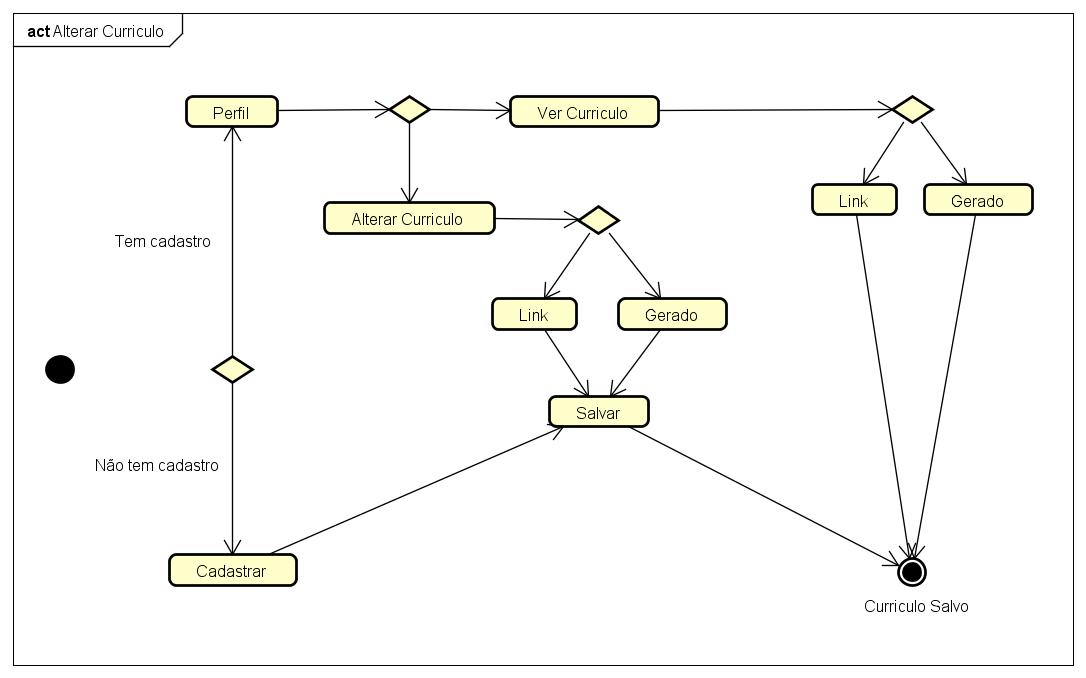 act Alterar Curriculo
Perfil
Ver Curriculo
Link
Gerado
Alterar Curriculo
Tem cadastro
Link
Gerado
Salvar
Não tem cadastro
Cadastrar
Curriculo Salvo